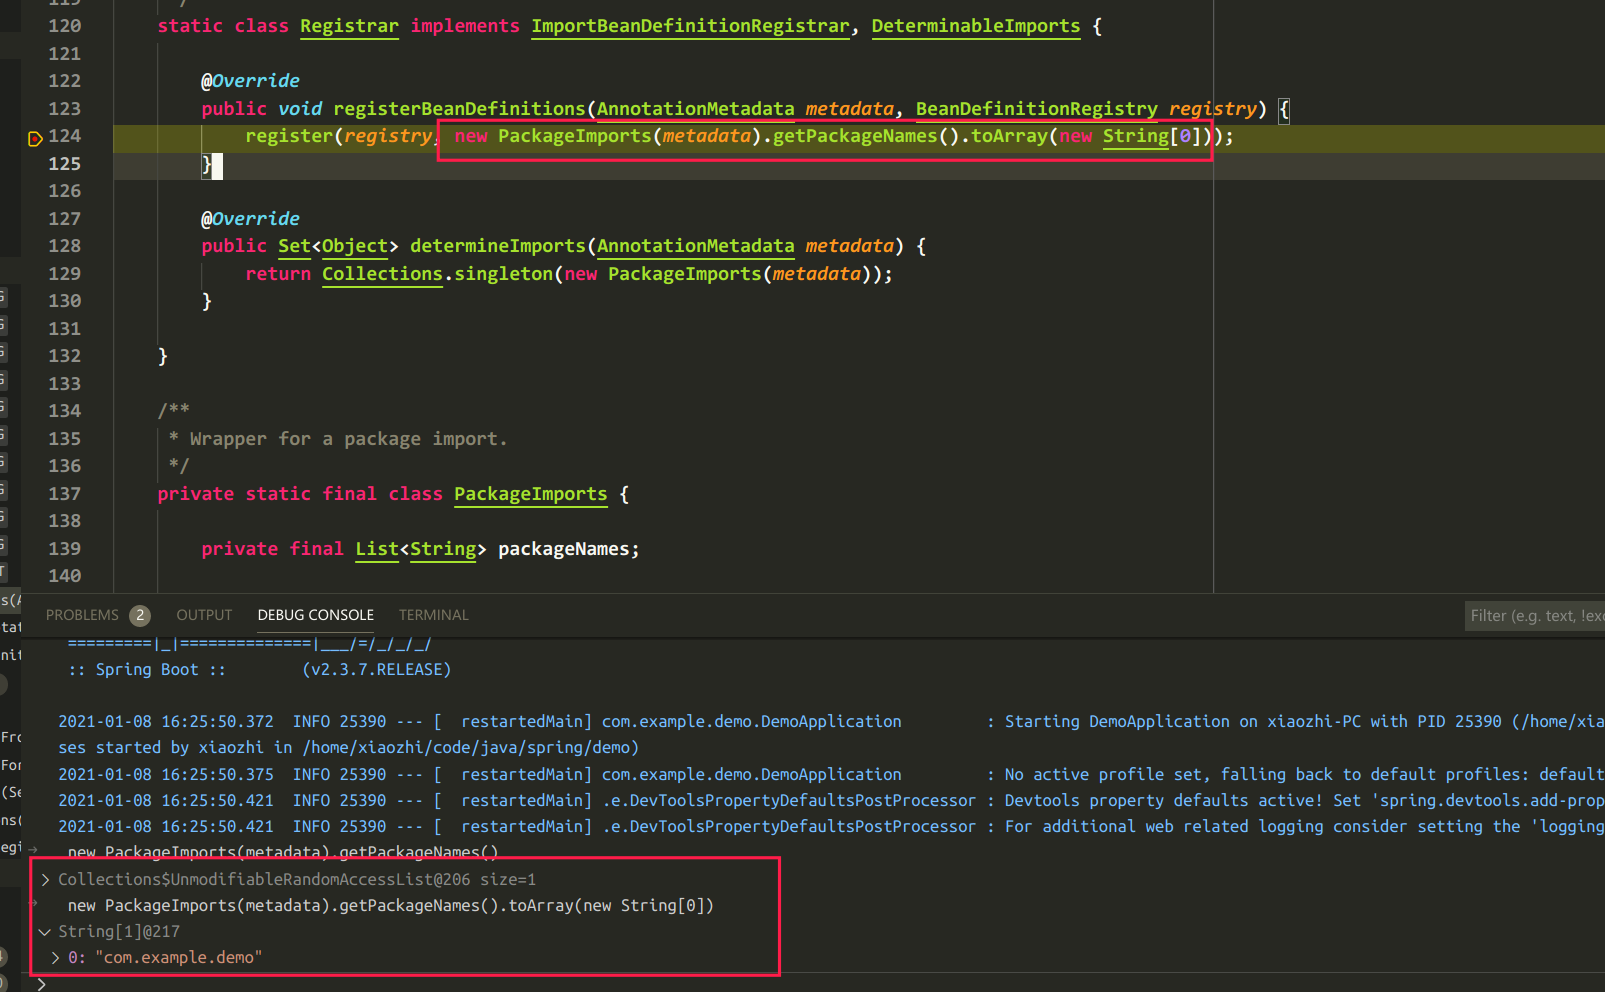 120 static class Registrar implements ImportBeanDefinitionRegistrar, DeterminableImports {
121
122 @Override
123 public void registerBeanDefinitions(AnnotationMetadata metadata, BeanDefinitionRegistry registry) {
124 register(registry, new PackageImports(metadata).getPackageNames().toArray(new String[0]));
125 }
126
127 @Override
128 public Set<Object> determineImports(AnnotationMetadata metadata) {
129 return Collections.singleton(new PackageImports(metadata));
130 }
131
132 }
133
134 /**
135 * Wrapper for a package import.
136 */
137 private static final class PackageImports {
138
139 private final List<String> packageNames;
140
PROBLEMS 2 OUTPUT DEBUG CONSOLE TERMINAL Filter (e.g. text, !exc
=========|_|==============|___/=/_/_/_/
:: Spring Boot :: (v2.3.7.RELEASE)
2021-01-08 16:25:50.372 INFO 25390 --- [ restartedMain] com.example.demo.DemoApplication : Starting DemoApplication on xiaozhi-PC with PID 25390 (/home/xia
ses started by xiaozhi in /home/xiaozhi/code/java/spring/demo)
2021-01-08 16:25:50.375 INFO 25390 --- [ restartedMain] com.example.demo.DemoApplication : No active profile set, falling back to default profiles: default
2021-01-08 16:25:50.421 INFO 25390 --- [ restartedMain] .e.DevToolsPropertyDefaultsPostProcessor : Devtools property defaults active! Set 'spring.devtools.add-prop
2021-01-08 16:25:50.421 INFO 25390 --- [ restartedMain] .e.DevToolsPropertyDefaultsPostProcessor : For additional web related logging consider setting the 'logging
new PackageImports(metadata).getPackageNames()
Collections$UnmodifiableRandomAccessList@206 size=1
new PackageImports(metadata).getPackageNames().toArray(new String[0])
String[1]@217
0: "com.example.demo"